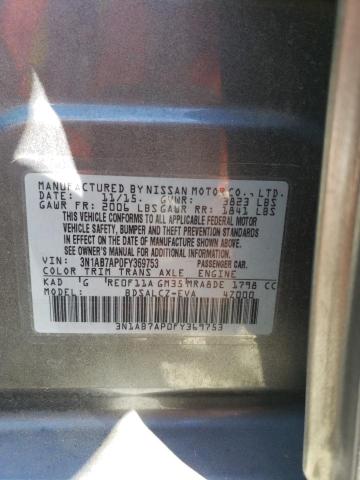 MANUFACTURED BY NISSAN MOTOR CO., LTD.
DATE: 11/15. GVWR: 3823 LBS
GAWR FR: 2006 LBS GAWR RR: 1841 LBS
THIS VEHICLE CONFORMS TO ALL APPLICABLE FEDERAL MOTOR
VEHICLE SAFETY, BUMPER AND THEFT PREVENTION STANDARDS
IN EFFECT ON THE DATE OF MANUFACTURE SHOWN ABOVE.
SEE OWNER'S MANUAL FOR ADDITIONAL INFORMATION.
VIN: 3N1AB7AP0FY369753 PASSENGER CAR.
COLOR TRIM TRANS AXLE ENGINE
KAD G RE0F11A GM35 MRA8DE 1798 CC
MODEL: BDSALCZ-EVA 47000
3N1AB7AP0FY369753